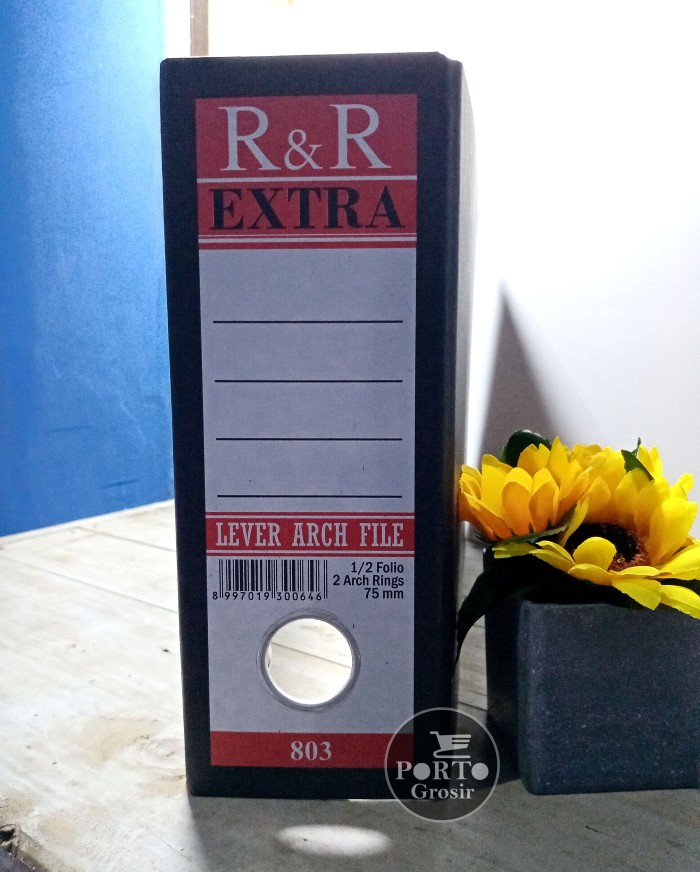 R&R
EXTRA
LEVER ARCH FILE
1/2 Folio
2 Arch Rings
75 mm
8 997019 300646
803
PORTO
Grosir